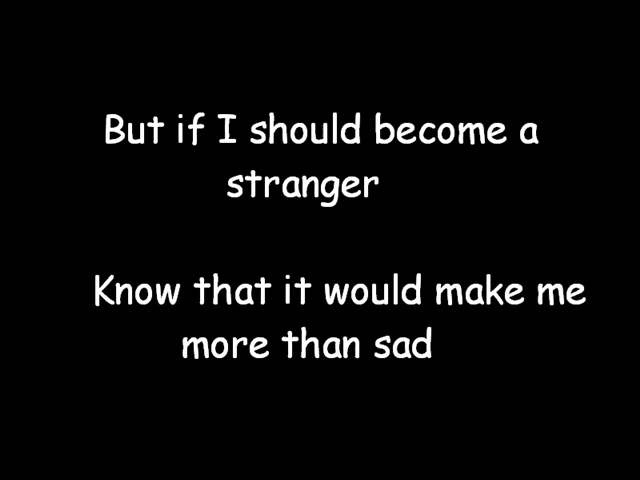 But if I should become a
stranger
Know that it would make me
more than sad